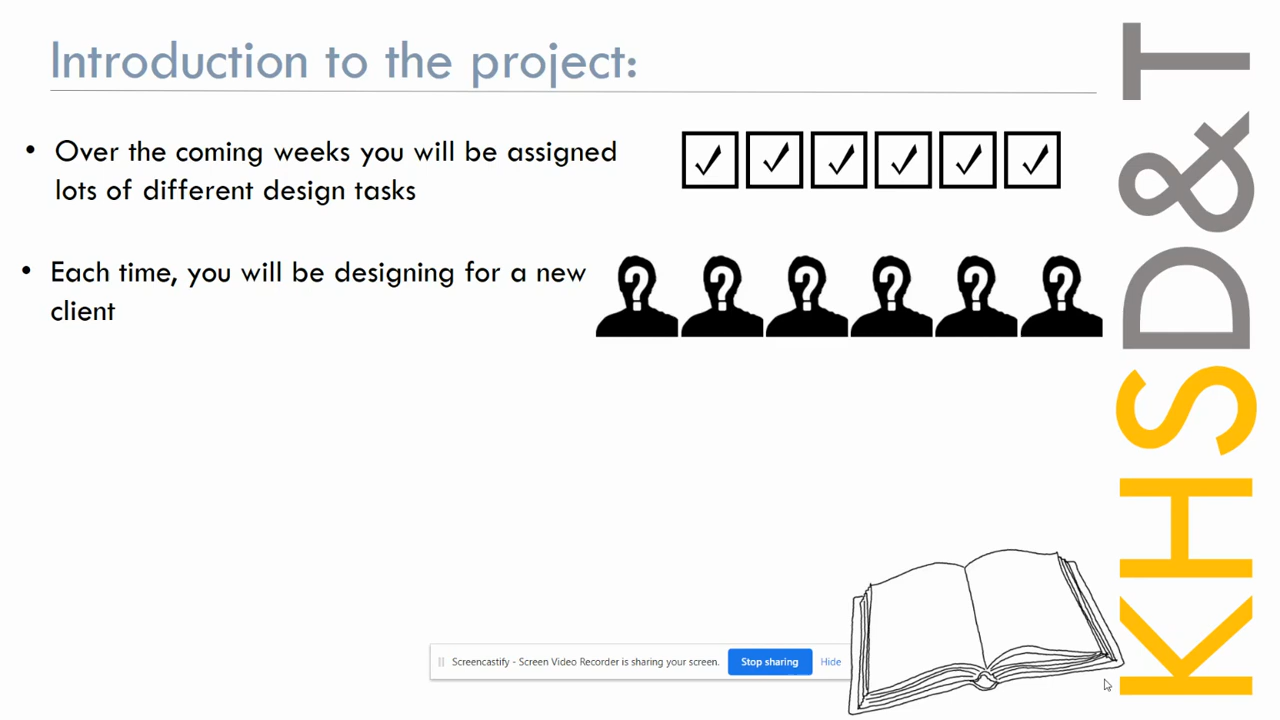 Introduction to the project:
• Over the coming weeks you will be assigned
lots of different design tasks
• Each time, you will be designing for a new
client
? ? ? ? ? ?
KHSD&T
Screencastify - Screen Video Recorder is sharing your screen. Stop sharing Hide